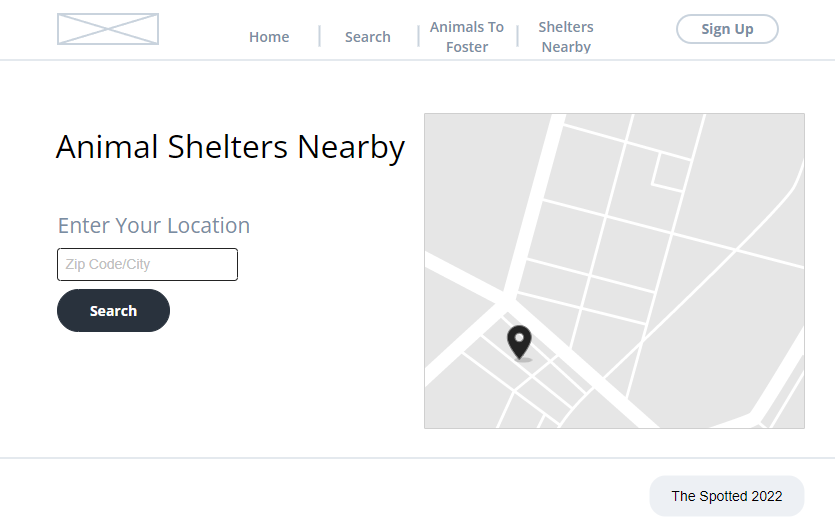 Home
Search
Animals To
Foster
Shelters
Nearby
Sign Up
Animal Shelters Nearby
Enter Your Location
Zip Code/City
Search
The Spotted 2022